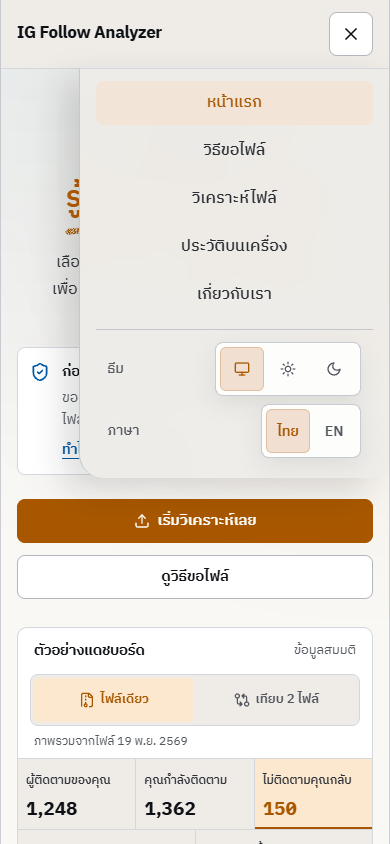 IG Follow Analyzer
หน้าแรก
วิธีขอไฟล์
วิเคราะห์ไฟล์
ประวัติบนเครื่อง
เกี่ยวกับเรา
ธีม
ภาษา
ไทย
EN
เริ่มวิเคราะห์เลย
ดูวิธีขอไฟล์
ตัวอย่างแดชบอร์ด
ข้อมูลสมมติ
ไฟล์เดียว
เทียบ 2 ไฟล์
ภาพรวมจากไฟล์ 19 พ.ย. 2569
ผู้ติดตามของคุณ
1,248
คุณกำลังติดตาม
1,362
ไม่ติดตามคุณกลับ
150